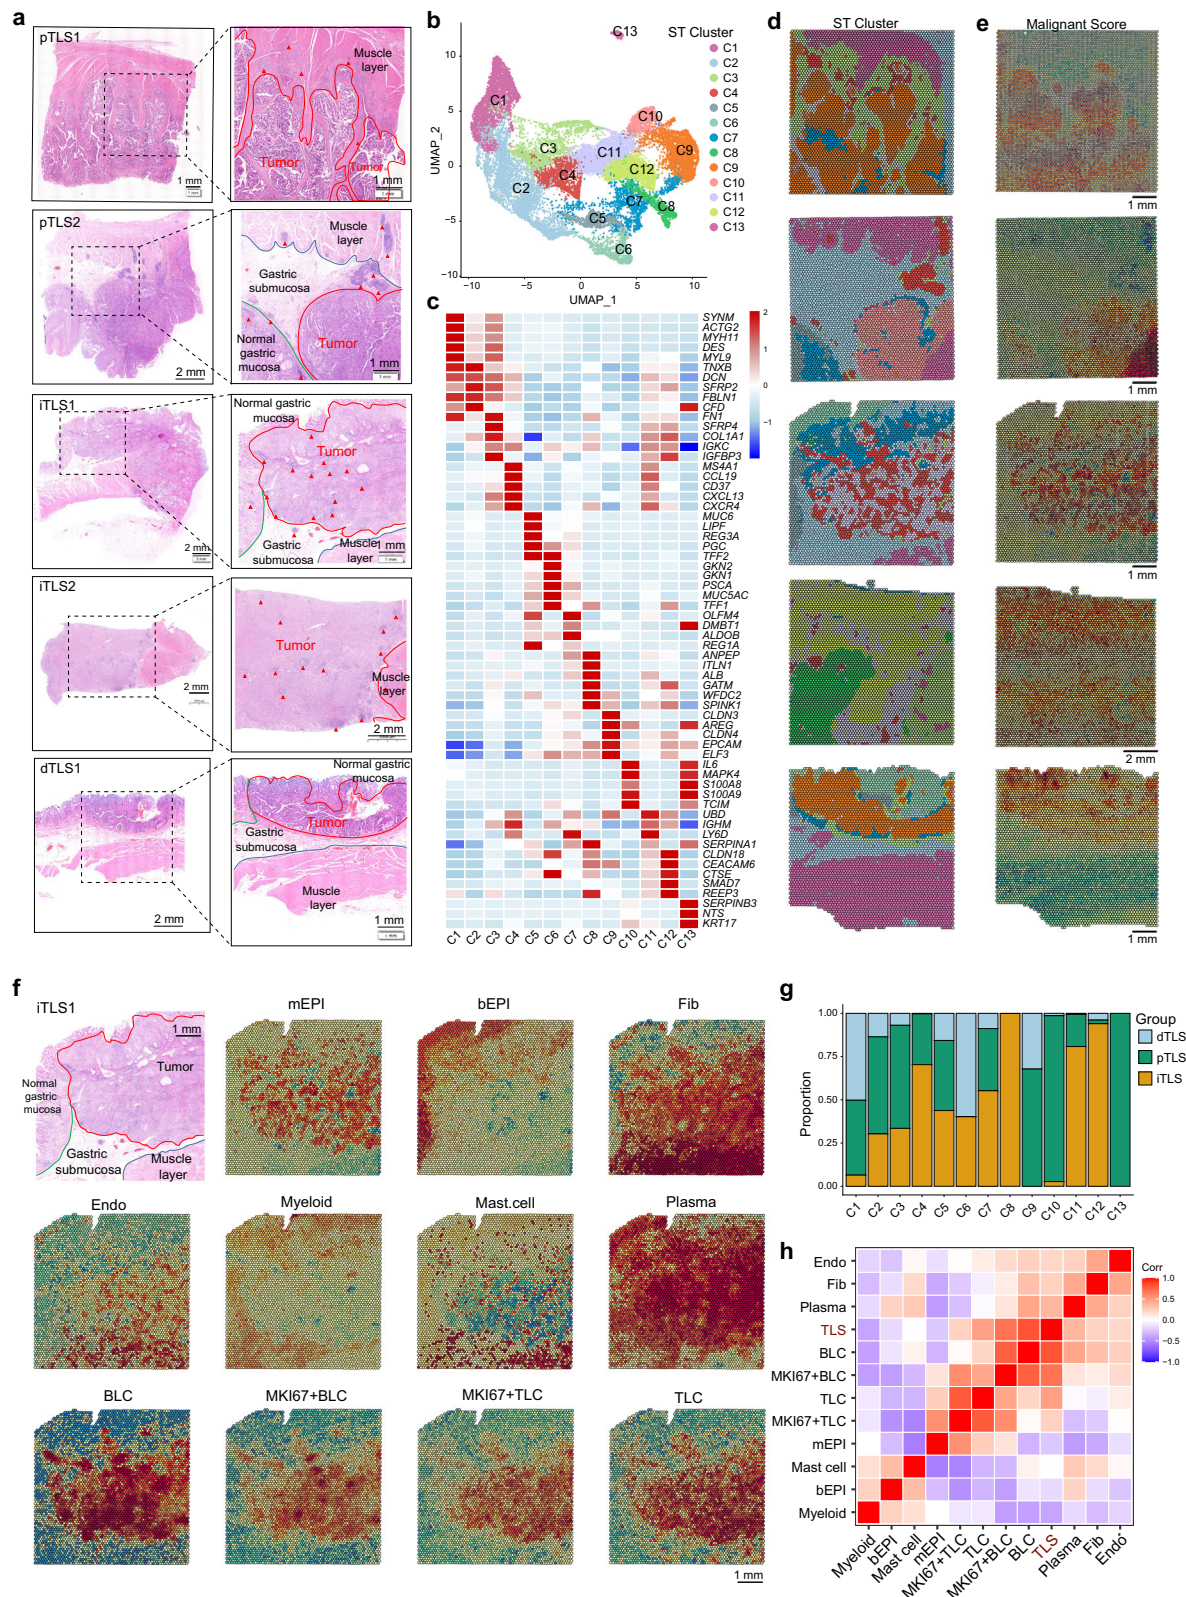 a
pTLS1
Muscle
layer
Tumor
Tumor
1 mm
1 mm
pTLS2
Muscle
layer
Gastric
submucosa
Normal
gastric
mucosa
Tumor
2 mm
1 mm
iTLS1
Normal gastric
mucosa
Tumor
Gastric
submucosa
Muscle
layer
2 mm
1 mm
iTLS2
Tumor
Muscle
layer
2 mm
2 mm
dTLS1
Normal gastric
mucosa
Tumor
Gastric
submucosa
Muscle
layer
2 mm
1 mm
b
UMAP_2
10
5
0
−5
−10
−10
−5
0
5
10
UMAP_1
C13
C1
C3
C10
C11
C9
C4
C12
C2
C7
C5
C8
C6
ST Cluster
C1
C2
C3
C4
C5
C6
C7
C8
C9
C10
C11
C12
C13
c
SYNM
ACTG2
MYH11
DES
MYL9
TNXB
DCN
SFRP2
FBLN1
CFD
FN1
SFRP4
COL1A1
IGKC
IGFBP3
MS4A1
CCL19
CD37
CXCL13
CXCR4
MUC6
LIPF
REG3A
PGC
TFF2
GKN2
GKN1
PSCA
MUC5AC
TFF1
OLFM4
DMBT1
ALDOB
REG1A
ANPEP
ITLN1
ALB
GATM
WFDC2
SPINK1
CLDN3
AREG
CLDN4
EPCAM
ELF3
IL6
MAPK4
S100A8
S100A9
TCIM
UBD
IGHM
LY6D
SERPINA1
CLDN18
CEACAM6
CTSE
SMAD7
REEP3
SERPINB3
NTS
KRT17
C1
C2
C3
C4
C5
C6
C7
C8
C9
C10
C11
C12
C13
2
1
0
−1
d
ST Cluster
e
Malignant Score
1 mm
1 mm
1 mm
2 mm
1 mm
f
iTLS1
1 mm
Tumor
Normal
gastric
mucosa
Gastric
submucosa
Muscle
layer
mEPI
bEPI
Fib
Endo
Myeloid
Mast.cell
Plasma
BLC
MKI67+BLC
MKI67+TLC
TLC
1 mm
g
Proportion
1.00
0.75
0.50
0.25
0.00
C1
C2
C3
C4
C5
C6
C7
C8
C9
C10
C11
C12
C13
Group
dTLS
pTLS
iTLS
h
Endo
Fib
Plasma
TLS
BLC
MKI67+BLC
TLC
MKI67+TLC
mEPI
Mast cell
bEPI
Myeloid
Myeloid
bEPI
Mast cell
mEPI
MKI67+TLC
TLC
MKI67+BLC
BLC
TLS
Plasma
Fib
Endo
Corr
1.0
0.5
0.0
−0.5
−1.0